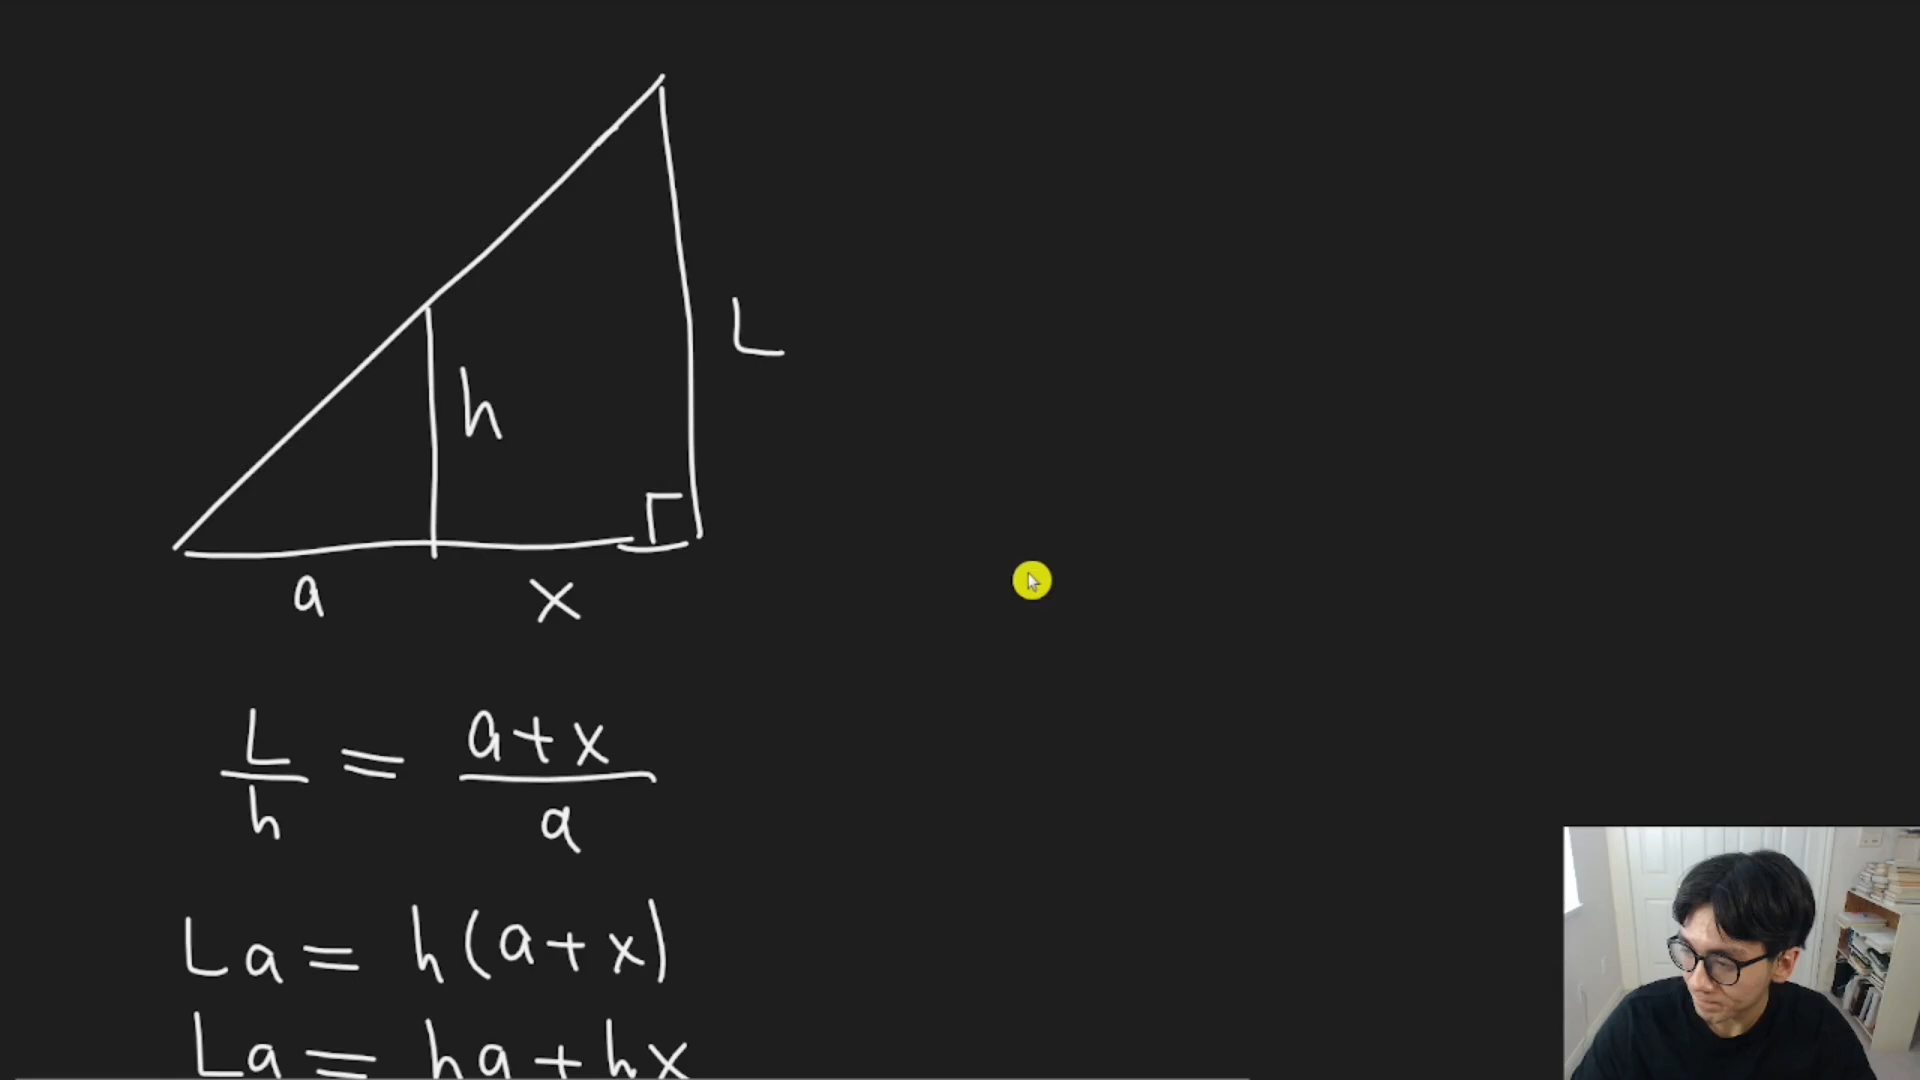 L
h
a x
L/h = a+x/a
La = h(a+x)
La = ha+hx